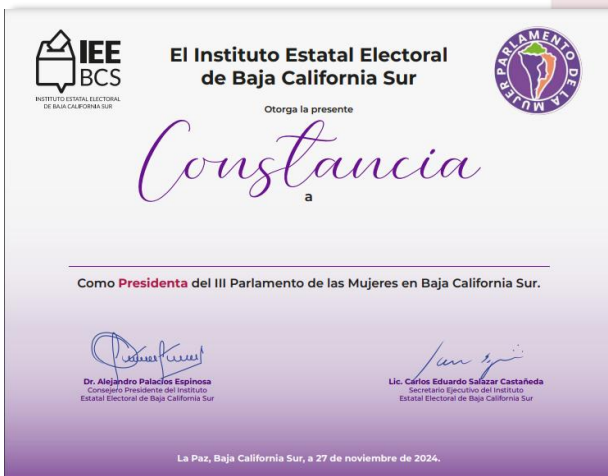 IEE
BCS
INSTITUTO ESTATAL ELECTORAL
DE BAJA CALIFORNIA SUR
El Instituto Estatal Electoral
de Baja California Sur
PARLAMENTO DE LA MUJER
Otorga la presente
Constancia
a
Como Presidenta del III Parlamento de las Mujeres en Baja California Sur.
Dr. Alejandro Palacios Espinosa
Consejero Presidente del Instituto
Estatal Electoral de Baja California Sur
Lic. Carlos Eduardo Salazar Castañeda
Secretario Ejecutivo del Instituto
Estatal Electoral de Baja California Sur
La Paz, Baja California Sur, a 27 de noviembre de 2024.